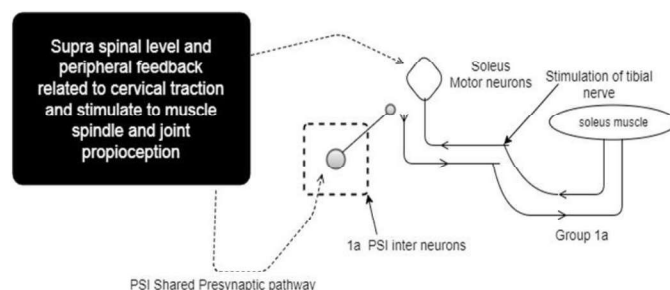 Supra spinal level and
peripheral feedback
related to cervical traction
and stimulate to muscle
spindle and joint
propioception
Soleus
Motor neurons
Stimulation of tibial
nerve
soleus muscle
1a PSI inter neurons
Group 1a
PSI Shared Presynaptic pathway